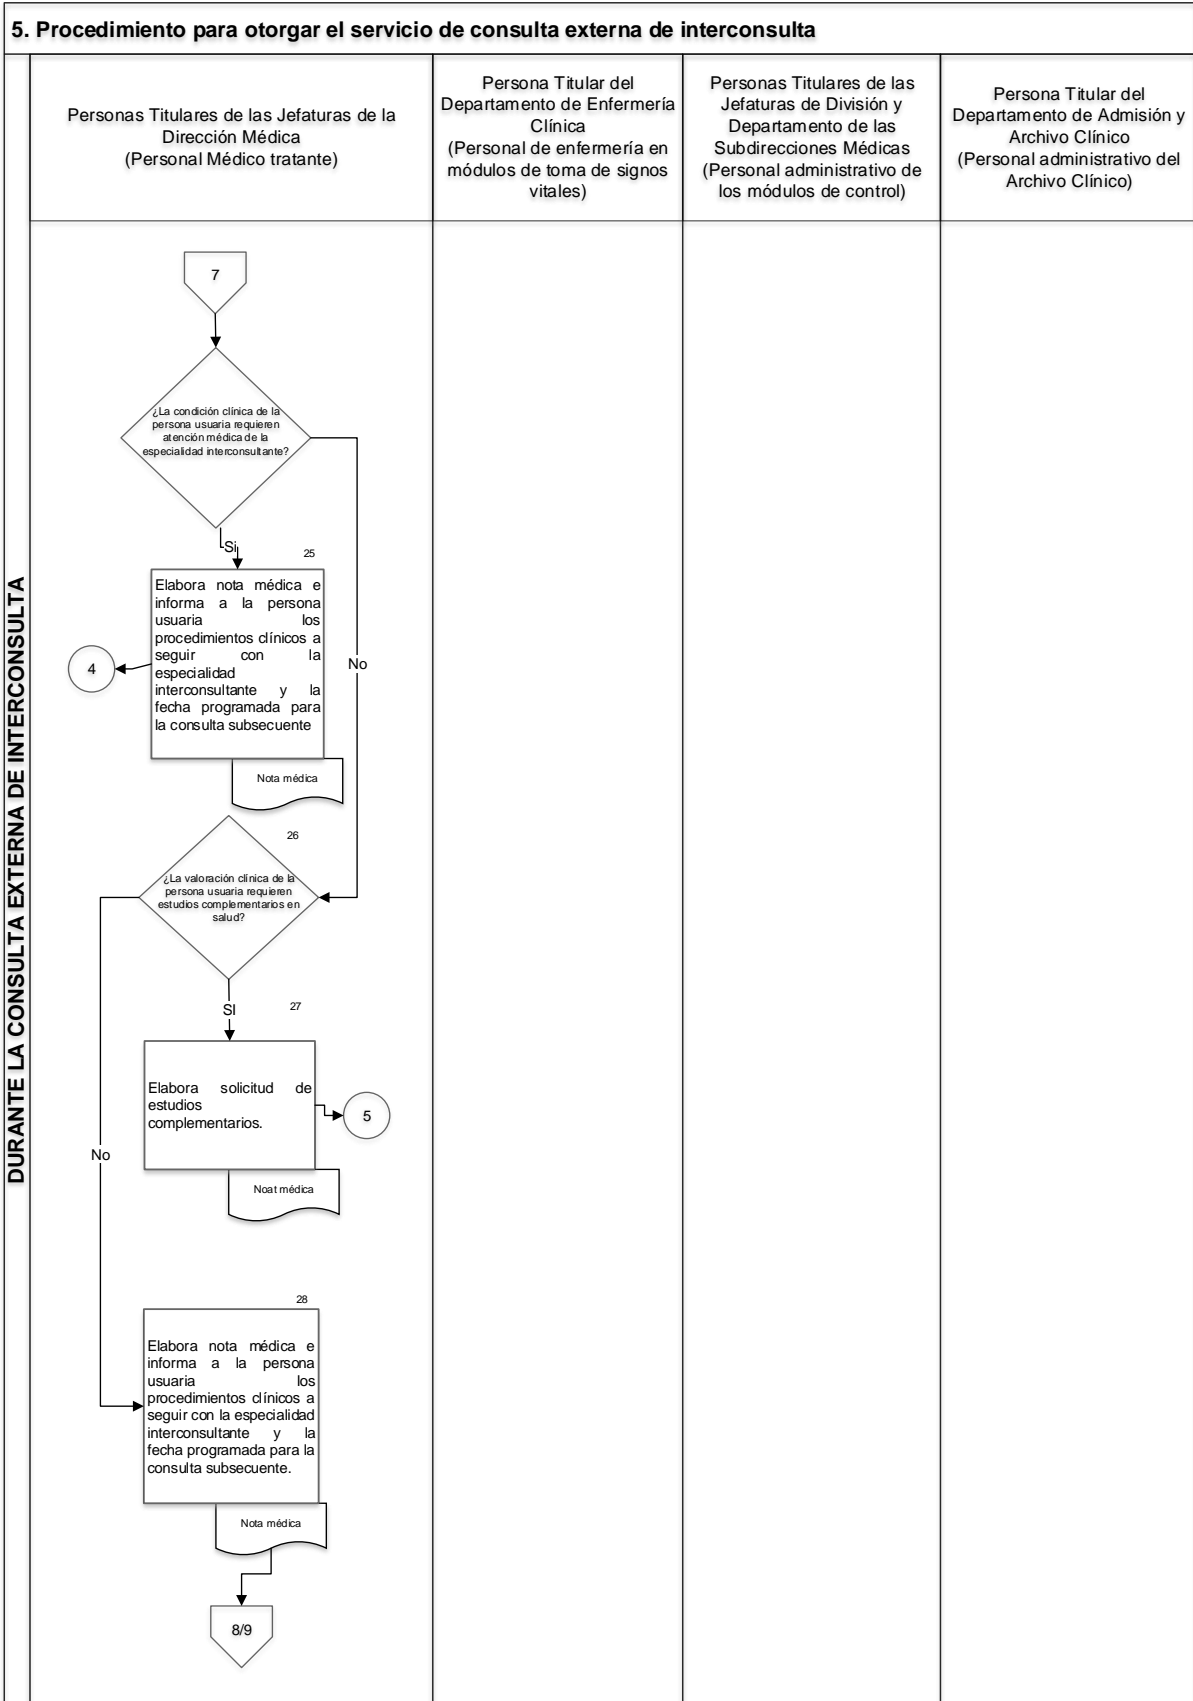 5. Procedimiento para otorgar el servicio de consulta externa de interconsulta
DURANTE LA CONSULTA EXTERNA DE INTERCONSULTA
Personas Titulares de las Jefaturas de la
Dirección Médica
(Personal Médico tratante)
Persona Titular del
Departamento de Enfermería
Clínica
(Personal de enfermería en
módulos de toma de signos
vitales)
Personas Titulares de las
Jefaturas de División y
Departamento de las
Subdirecciones Médicas
(Personal administrativo de
los módulos de control)
Persona Titular del
Departamento de Admisión y
Archivo Clínico
(Personal administrativo del
Archivo Clínico)
7
¿La condición clínica de la
persona usuaria requieren
atención médica de la
especialidad interconsultante?
Si
25
Elabora nota médica e
informa a la persona
usuaria los
procedimientos clínicos a
seguir con la
especialidad
interconsultante y la
fecha programada para
la consulta subsecuente
4
No
Nota médica
26
¿La valoración clínica de la
persona usuaria requieren
estudios complementarios en
salud?
SI
27
Elabora solicitud de
estudios
complementarios.
5
No
Noat médica
28
Elabora nota médica e
informa a la persona
usuaria los
procedimientos clínicos a
seguir con la especialidad
interconsultante y la
fecha programada para la
consulta subsecuente.
Nota médica
8/9